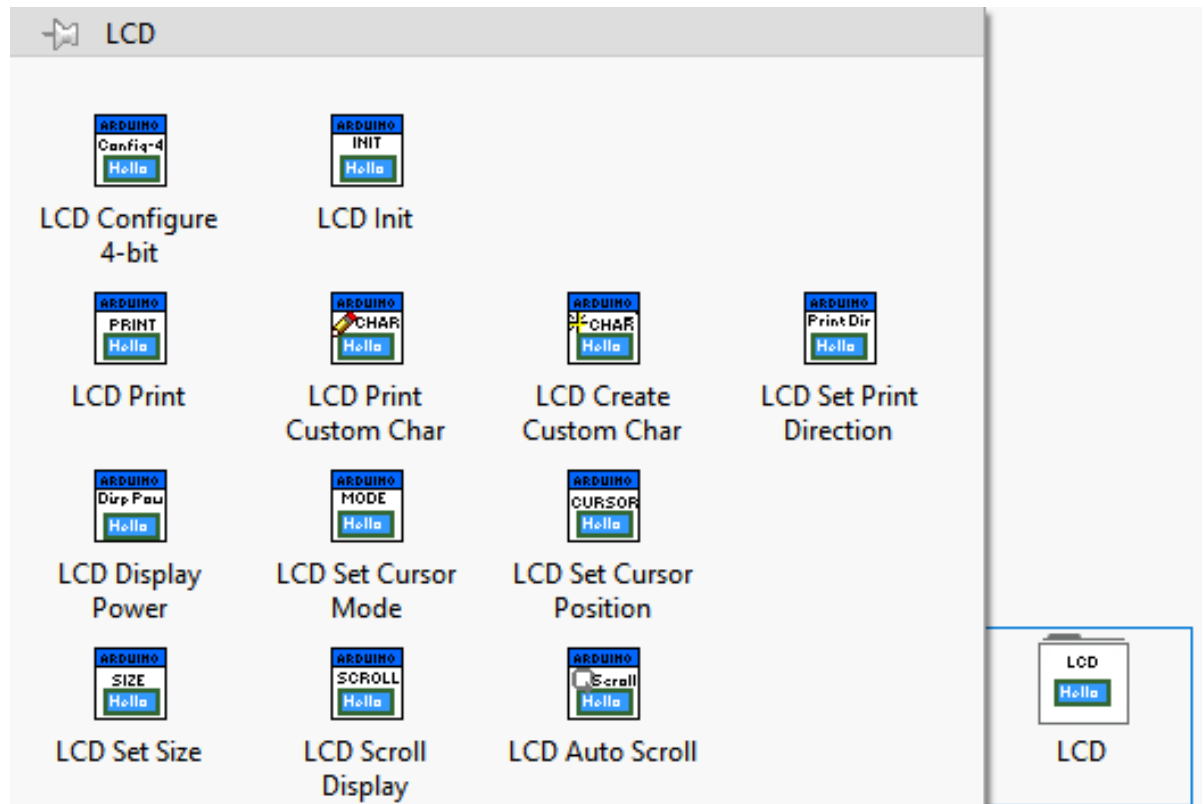 LCD
ARDUINO
Config-4
Hello
LCD Configure
4-bit
ARDUINO
INIT
Hello
LCD Init
ARDUINO
PRINT
Hello
LCD Print
ARDUINO
CHAR
Hello
LCD Print
Custom Char
ARDUINO
CHAR
Hello
LCD Create
Custom Char
ARDUINO
Print Dir
Hello
LCD Set Print
Direction
ARDUINO
Disp Pow
Hello
LCD Display
Power
ARDUINO
MODE
Hello
LCD Set Cursor
Mode
ARDUINO
CURSOR
Hello
LCD Set Cursor
Position
ARDUINO
SIZE
Hello
LCD Set Size
ARDUINO
SCROLL
Hello
LCD Scroll
Display
ARDUINO
Scroll
Hello
LCD Auto Scroll
LCD
Hello
LCD